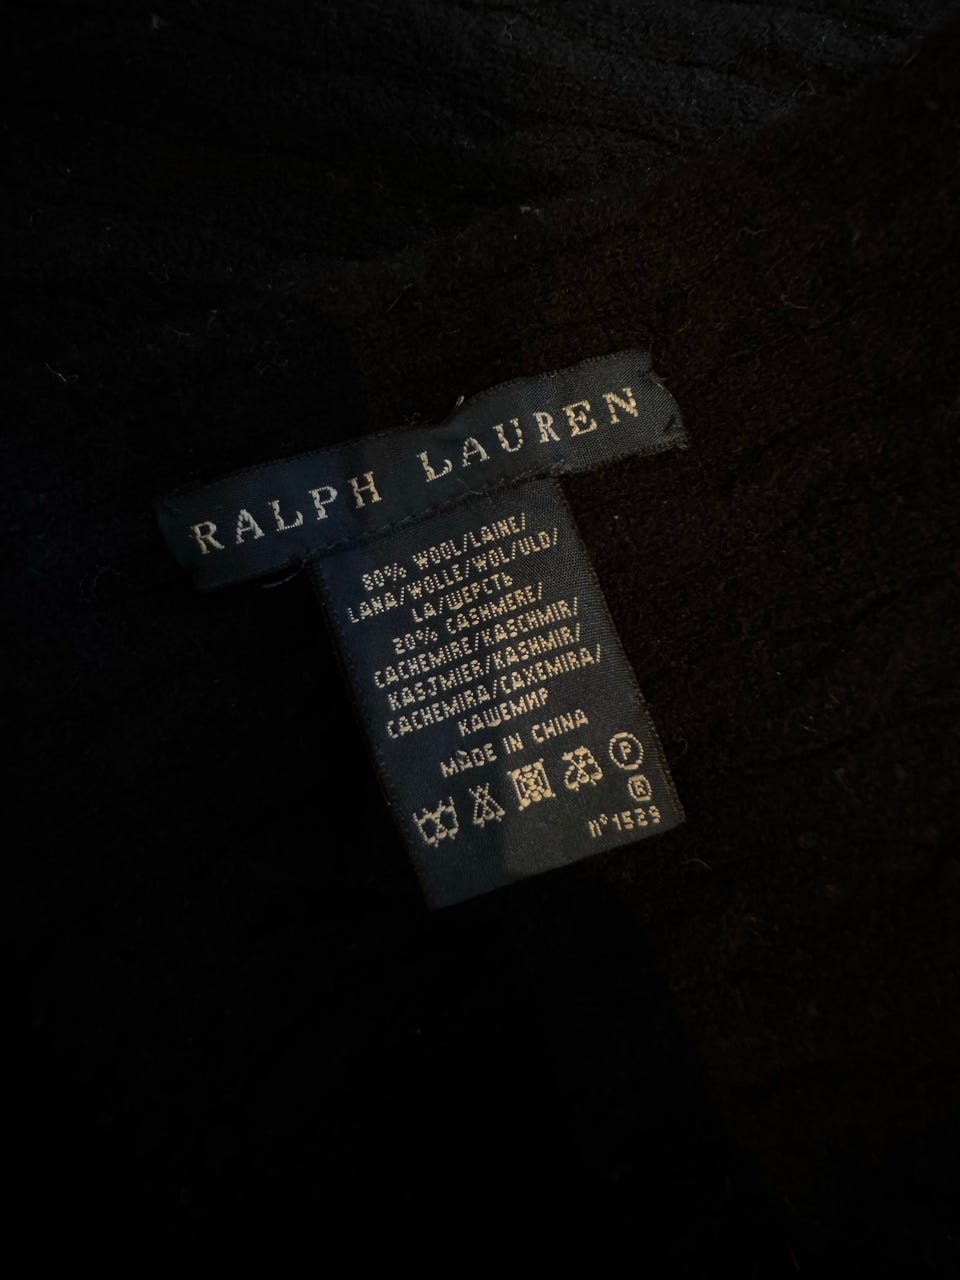 RALPH LAUREN
80% WOOL/LAINE/
LANA/WOLLE/WOL/ULD/
LA/ШЕРСТЬ
20% CASHMERE/
CACHEMIRE/KASCHMIR/
KASJMIER/KASHMIR/
CACHEMIRA/CAXEMIRA/
КАШЕМИР
MADE IN CHINA
P
R
n°1529